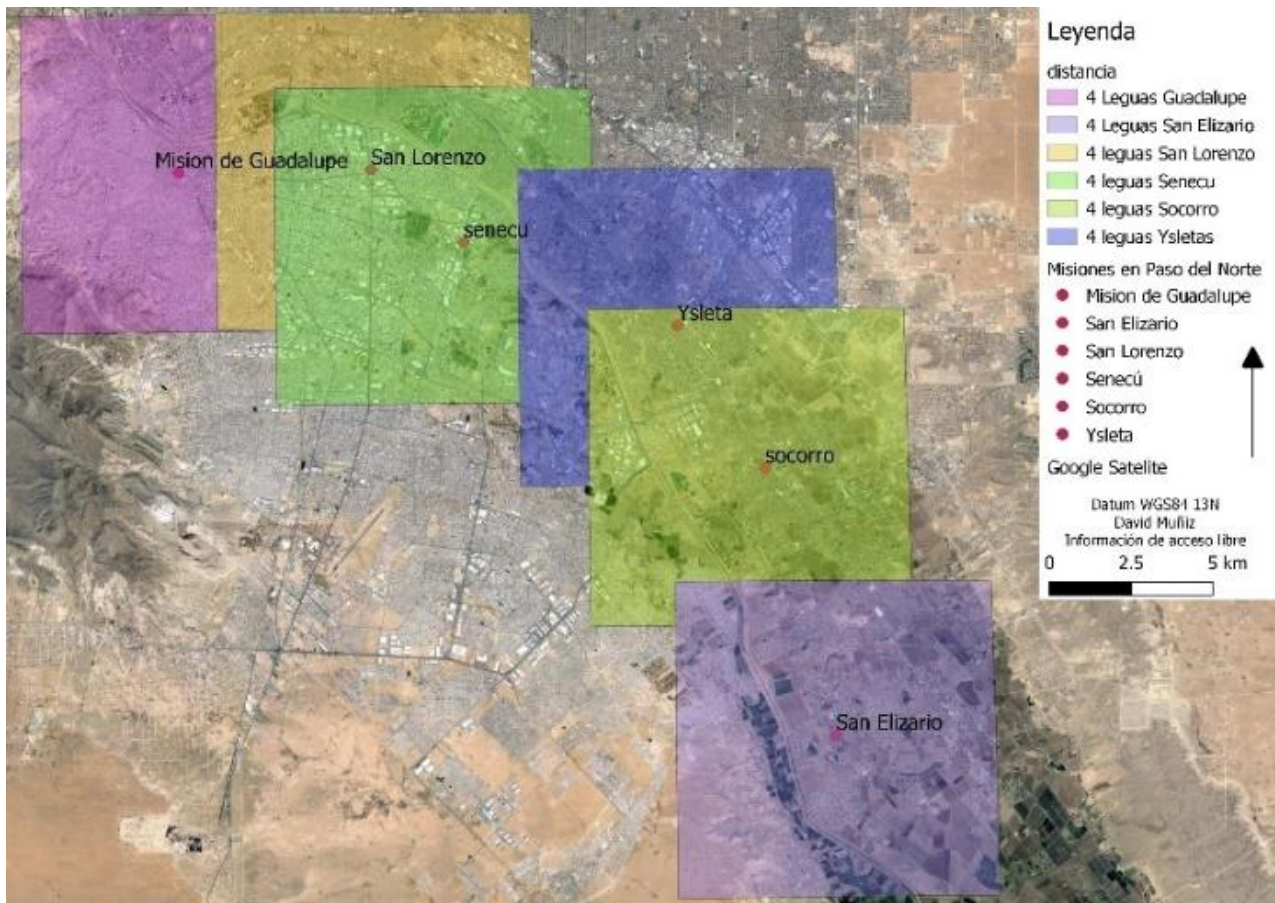 Mision de Guadalupe
San Lorenzo
senecu
Ysleta
socorro
San Elizario
Leyenda
distancia
4 Leguas Guadalupe
4 Leguas San Elizario
4 leguas San Lorenzo
4 leguas Senecu
4 leguas Socorro
4 leguas Ysletas
Misiones en Paso del Norte
Mision de Guadalupe
San Elizario
San Lorenzo
Senecú
Socorro
Ysleta
Google Satelite
Datum WGS84 13N
David Muñiz
Información de acceso libre
0 2.5 5 km